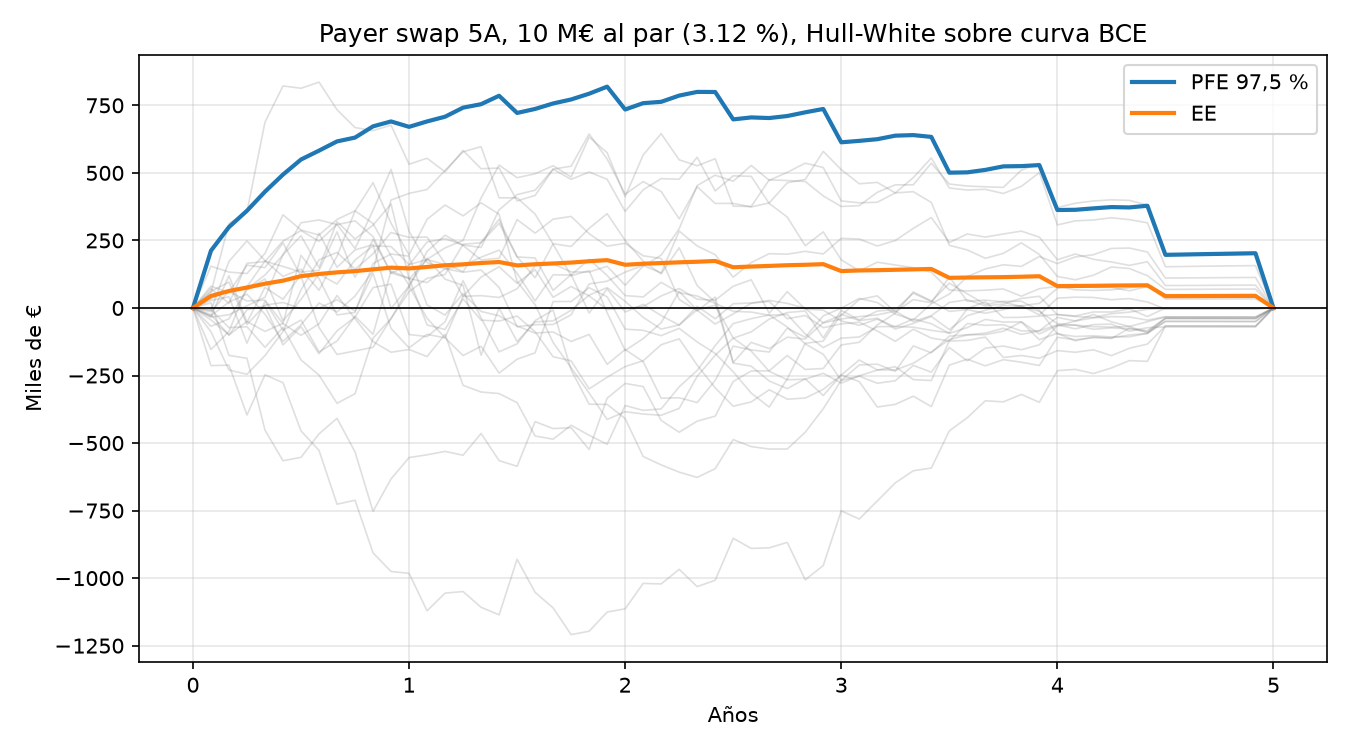 Payer swap 5A, 10 M€ al par (3.12 %), Hull-White sobre curva BCE
PFE 97,5 %
EE
750
500
250
0
−250
−500
−750
−1000
−1250
Miles de €
0 1 2 3 4 5
Años